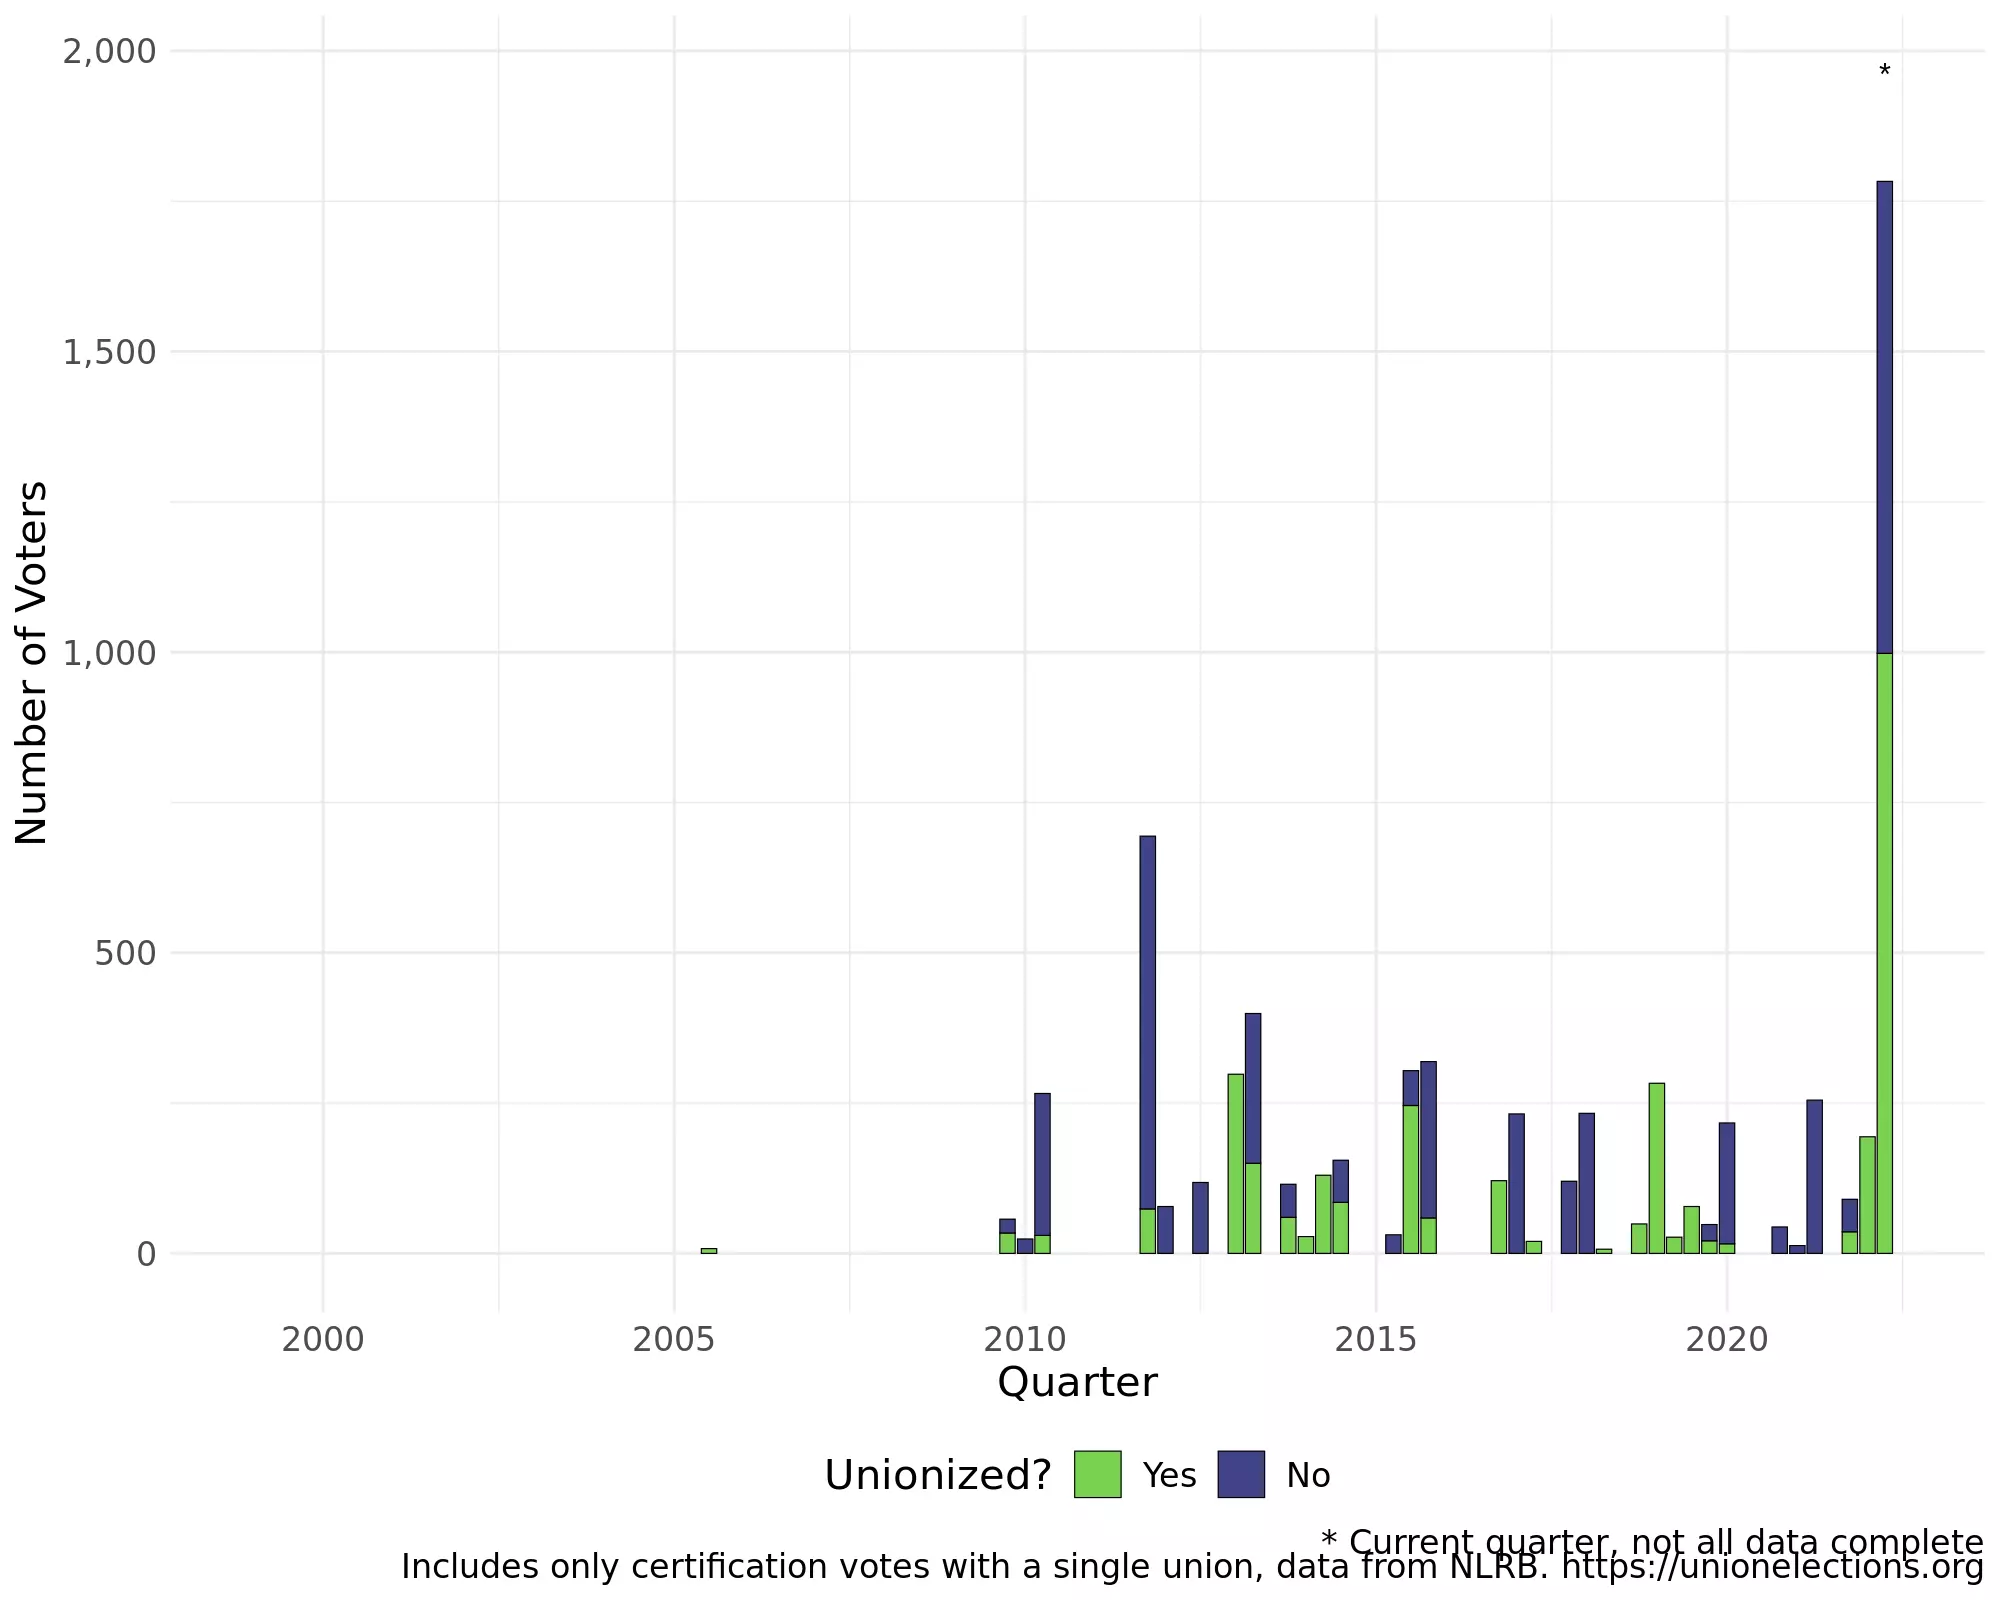 2,000
*
1,500
1,000
500
0
Number of Voters
2000 2005 2010 2015 2020
Quarter
Unionized? Yes No
* Current quarter, not all data complete
Includes only certification votes with a single union, data from NLRB. https://unionelections.org